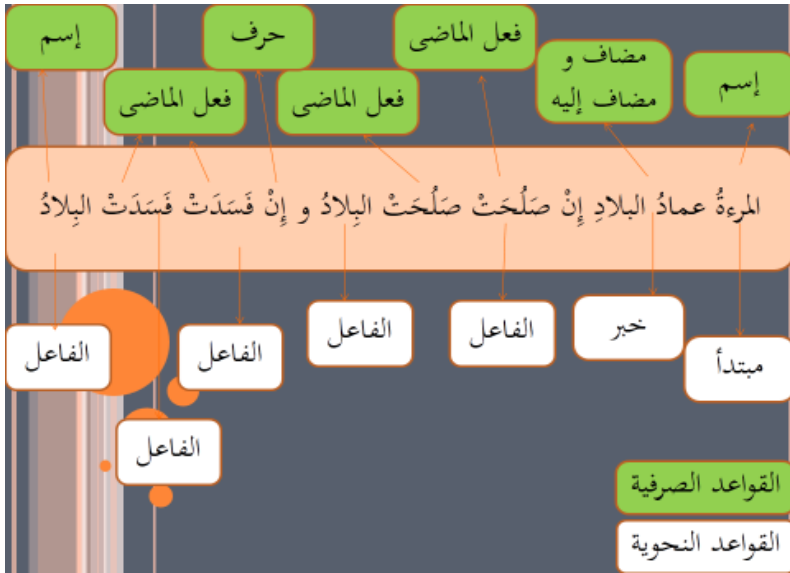 إسم
حرف
فعل الماضى
مضاف و
مضاف إليه
إسم
فعل الماضى
فعل الماضى
المرءةُ عمادُ البلادِ إِنْ صَلُحَتْ صَلُحَتْ البِلادُ و إِنْ فَسَدَتْ فَسَدَتْ البِلادُ
الفاعل
الفاعل
الفاعل
الفاعل
خبر
مبتدأ
الفاعل
القواعد الصرفية
القواعد النحوية